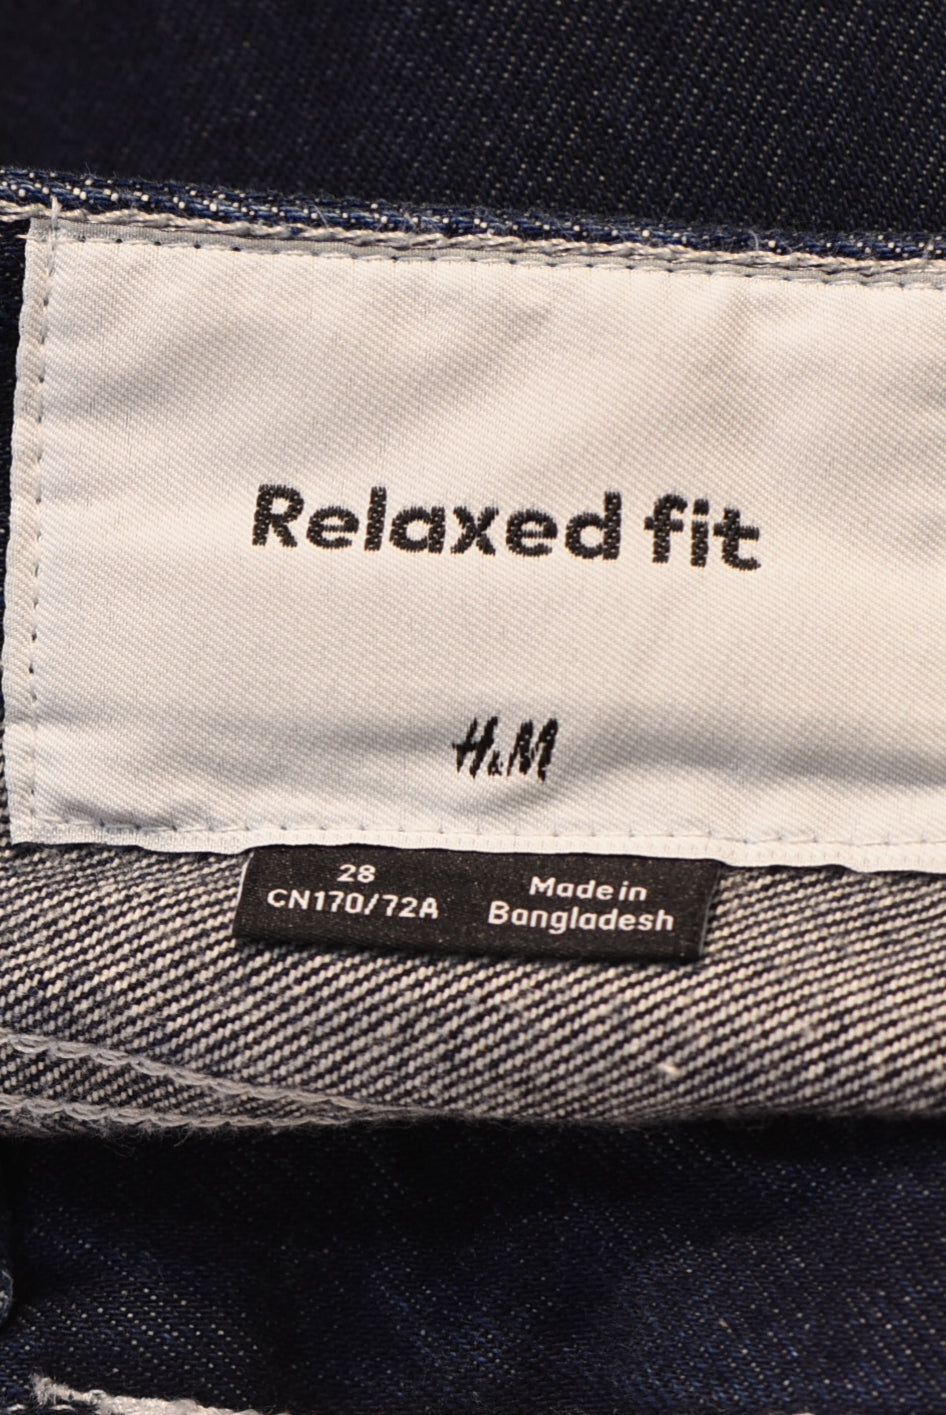 Relaxed fit
H&M
28
CN170/72A
Made in
Bangladesh